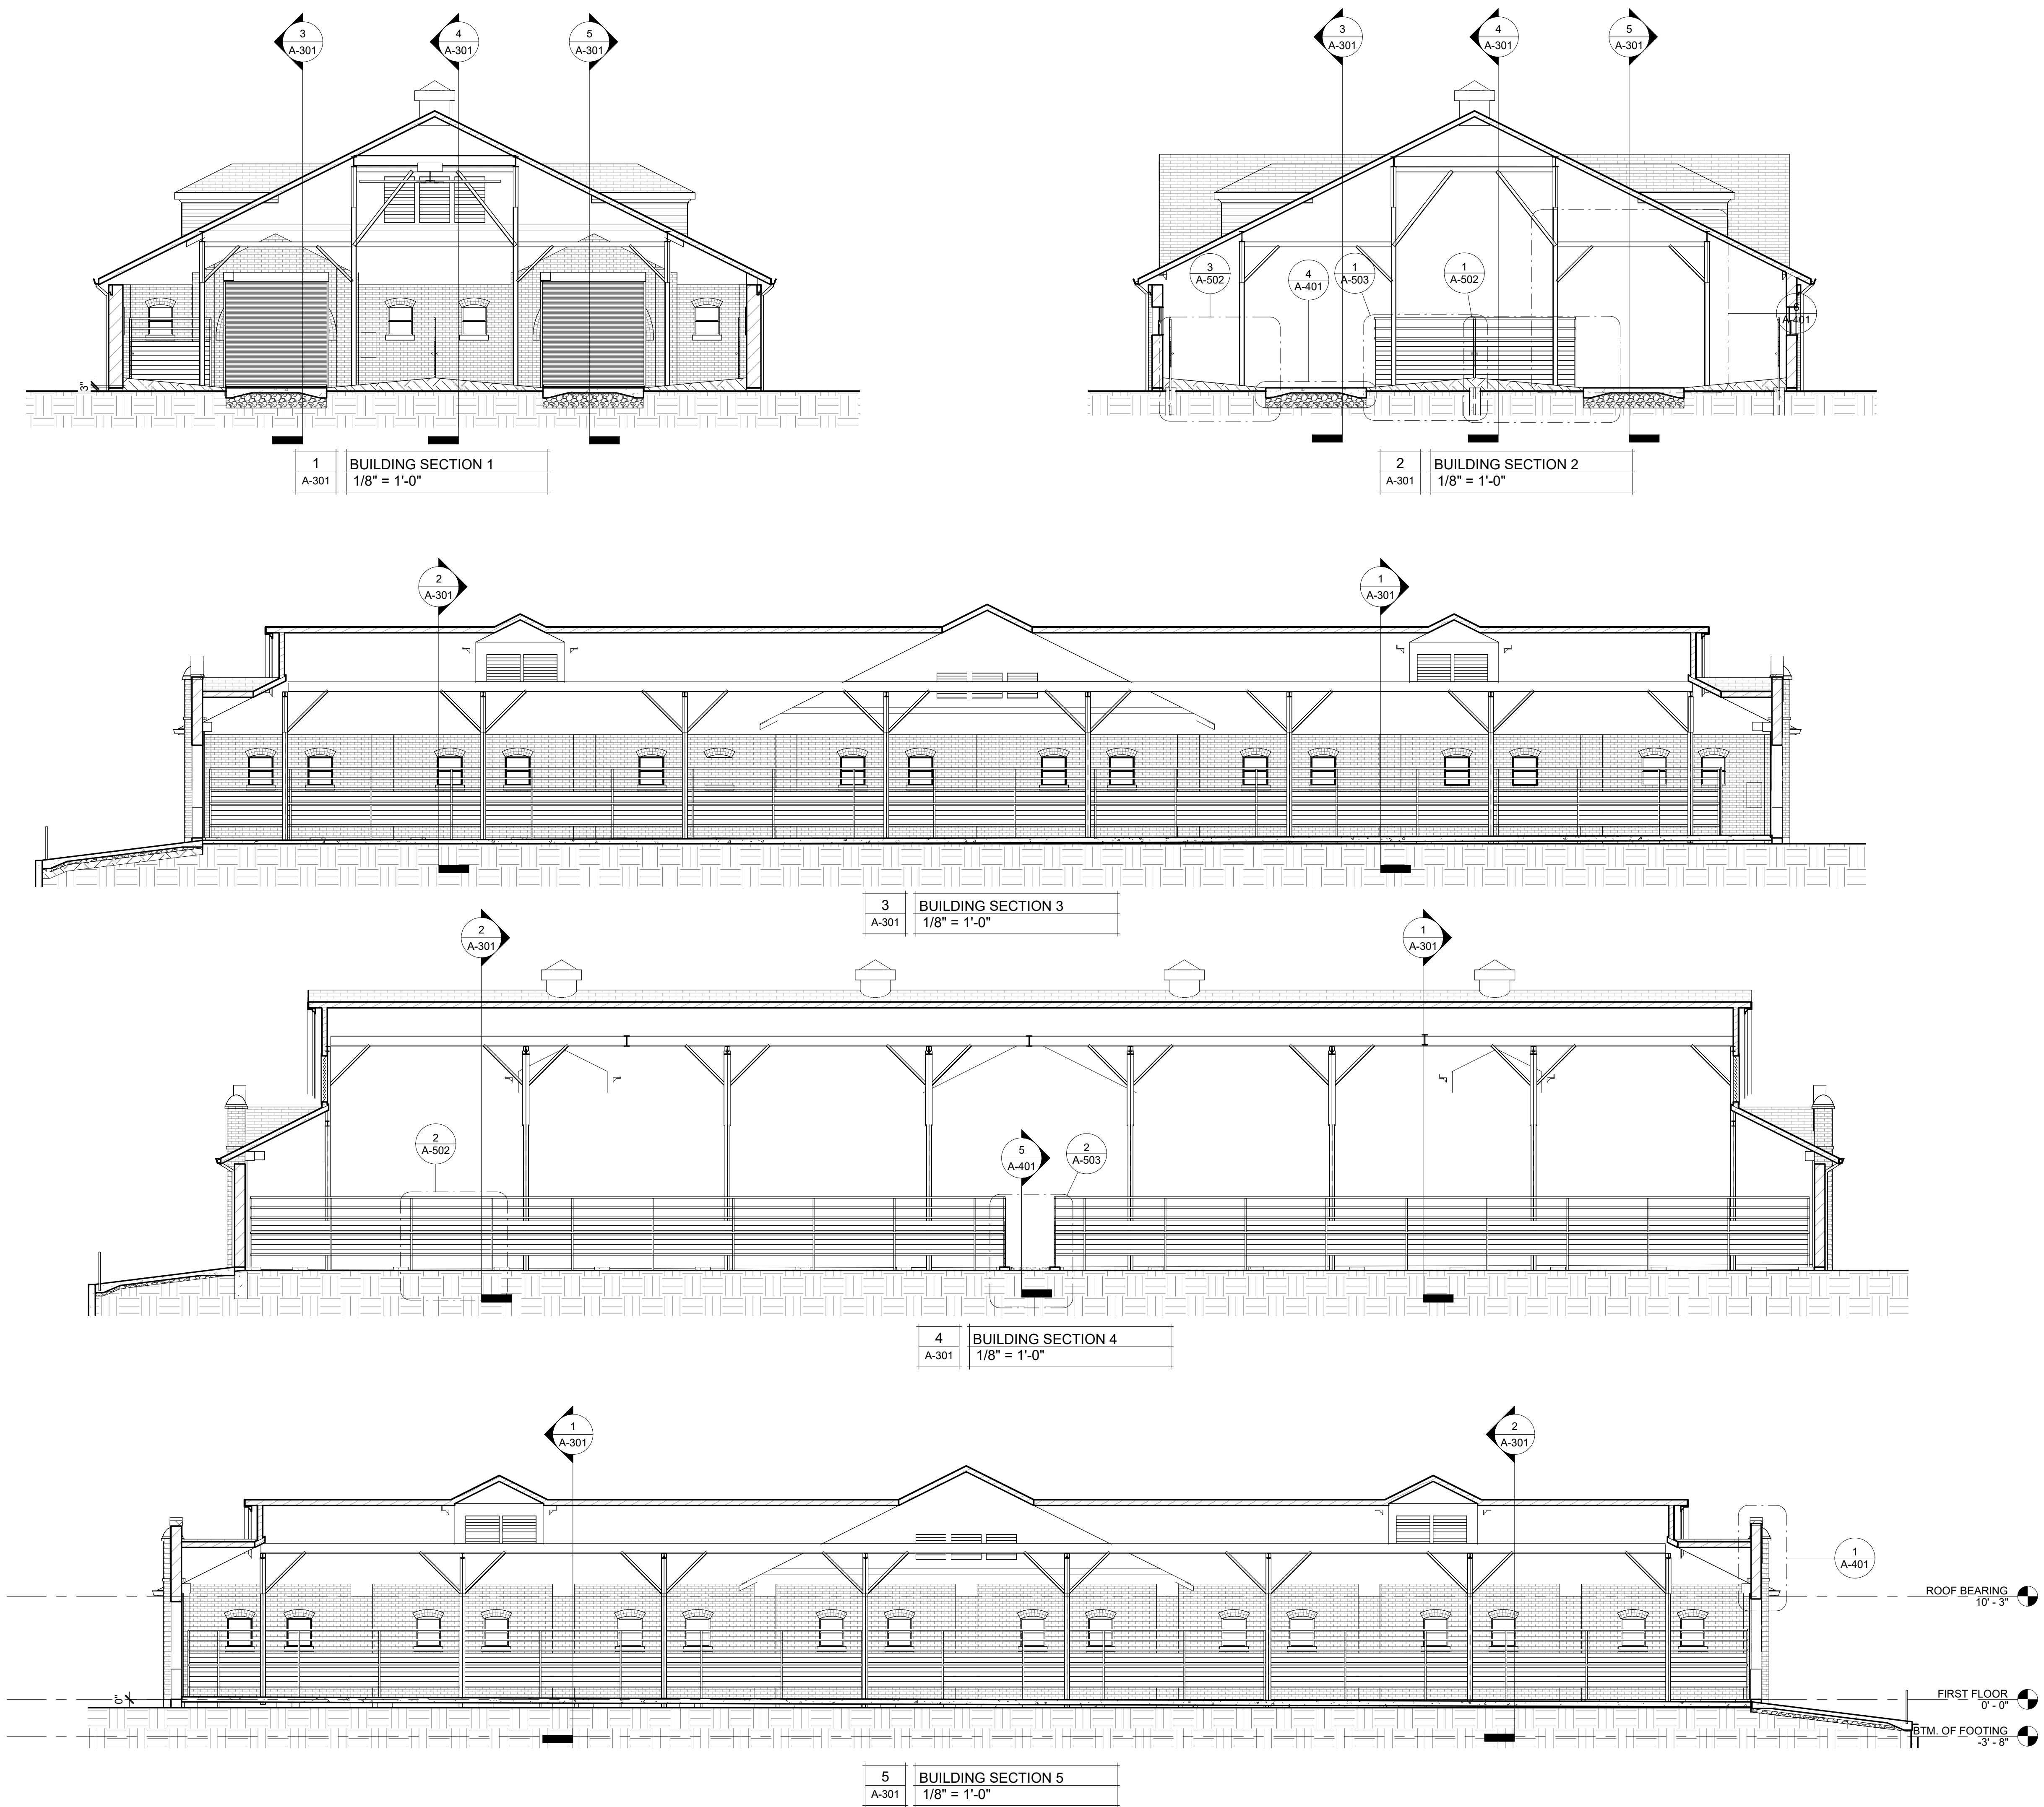 3
A-301
4
A-301
5
A-301
3
A-301
4
A-301
5
A-301
3
A-502
4
A-401
1
A-503
1
A-502
6
A-401
3"
1
A-301
BUILDING SECTION 1
1/8" = 1'-0"
2
A-301
BUILDING SECTION 2
1/8" = 1'-0"
2
A-301
1
A-301
3
A-301
BUILDING SECTION 3
1/8" = 1'-0"
2
A-301
1
A-301
2
A-502
5
A-401
2
A-503
4
A-301
BUILDING SECTION 4
1/8" = 1'-0"
1
A-301
2
A-301
1
A-401
ROOF BEARING
10' - 3"
0"
FIRST FLOOR
0' - 0"
BTM. OF FOOTING
-3' - 8"
5
A-301
BUILDING SECTION 5
1/8" = 1'-0"